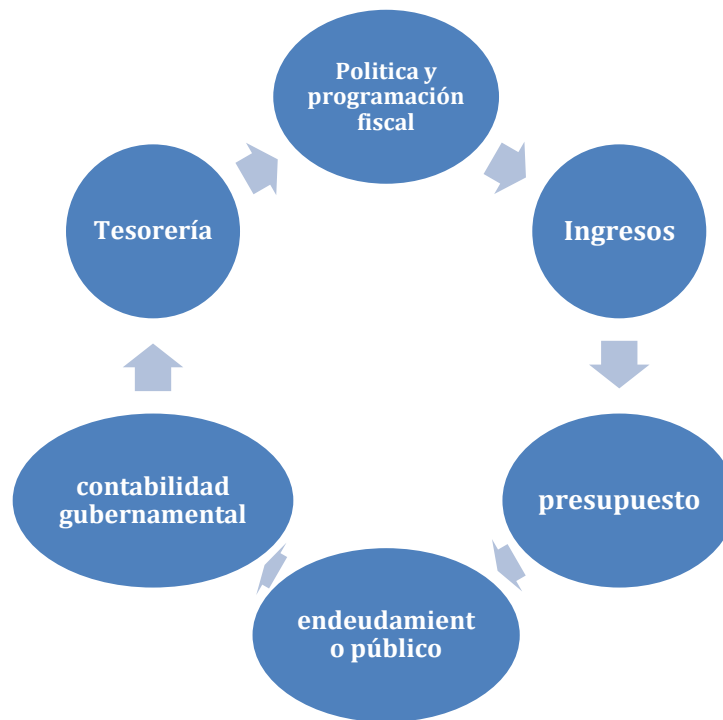 Politica y
programación
fiscal
Ingresos
presupuesto
endeudamient
o público
contabilidad
gubernamental
Tesorería